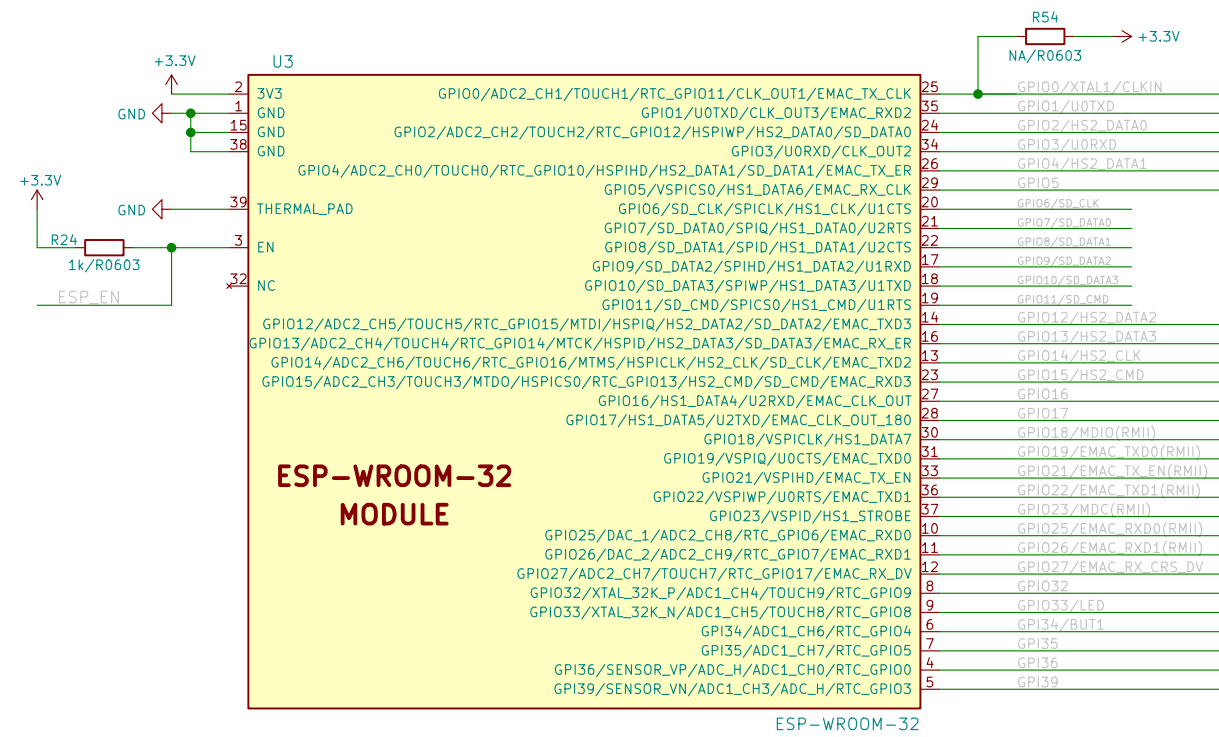 R54
+3.3V
NA/R0603
+3.3V
U3
2 3V3
GND 1 GND
15 GND
38 GND
+3.3V
GND 39 THERMAL_PAD
R24 3 EN
1k/R0603
32 NC
ESP_EN
GPIO0/ADC2_CH1/TOUCH1/RTC_GPIO11/CLK_OUT1/EMAC_TX_CLK 25 GPIO0/XTAL1/CLKIN
GPIO1/U0TXD/CLK_OUT3/EMAC_RXD2 35 GPIO1/U0TXD
GPIO2/ADC2_CH2/TOUCH2/RTC_GPIO12/HSPIWP/HS2_DATA0/SD_DATA0 24 GPIO2/HS2_DATA0
GPIO3/U0RXD/CLK_OUT2 34 GPIO3/U0RXD
GPIO4/ADC2_CH0/TOUCH0/RTC_GPIO10/HSPIHD/HS2_DATA1/SD_DATA1/EMAC_TX_ER 26 GPIO4/HS2_DATA1
GPIO5/VSPICS0/HS1_DATA6/EMAC_RX_CLK 29 GPIO5
GPIO6/SD_CLK/SPICLK/HS1_CLK/U1CTS 20 GPIO6/SD_CLK
GPIO7/SD_DATA0/SPIQ/HS1_DATA0/U2RTS 21 GPIO7/SD_DATA0
GPIO8/SD_DATA1/SPID/HS1_DATA1/U2CTS 22 GPIO8/SD_DATA1
GPIO9/SD_DATA2/SPIHD/HS1_DATA2/U1RXD 17 GPIO9/SD_DATA2
GPIO10/SD_DATA3/SPIWP/HS1_DATA3/U1TXD 18 GPIO10/SD_DATA3
GPIO11/SD_CMD/SPICS0/HS1_CMD/U1RTS 19 GPIO11/SD_CMD
GPIO12/ADC2_CH5/TOUCH5/RTC_GPIO15/MTDI/HSPIQ/HS2_DATA2/SD_DATA2/EMAC_TXD3 14 GPIO12/HS2_DATA2
GPIO13/ADC2_CH4/TOUCH4/RTC_GPIO14/MTCK/HSPID/HS2_DATA3/SD_DATA3/EMAC_RX_ER 16 GPIO13/HS2_DATA3
GPIO14/ADC2_CH6/TOUCH6/RTC_GPIO16/MTMS/HSPICLK/HS2_CLK/SD_CLK/EMAC_TXD2 13 GPIO14/HS2_CLK
GPIO15/ADC2_CH3/TOUCH3/MTDO/HSPICS0/RTC_GPIO13/HS2_CMD/SD_CMD/EMAC_RXD3 23 GPIO15/HS2_CMD
GPIO16/HS1_DATA4/U2RXD/EMAC_CLK_OUT 27 GPIO16
GPIO17/HS1_DATA5/U2TXD/EMAC_CLK_OUT_180 28 GPIO17
GPIO18/VSPICLK/HS1_DATA7 30 GPIO18/MDIO(RMII)
GPIO19/VSPIQ/U0CTS/EMAC_TXD0 31 GPIO19/EMAC_TXD0(RMII)
GPIO21/VSPIHD/EMAC_TX_EN 33 GPIO21/EMAC_TX_EN(RMII)
GPIO22/VSPIWP/U0RTS/EMAC_TXD1 36 GPIO22/EMAC_TXD1(RMII)
GPIO23/VSPID/HS1_STROBE 37 GPIO23/MDC(RMII)
GPIO25/DAC_1/ADC2_CH8/RTC_GPIO6/EMAC_RXD0 10 GPIO25/EMAC_RXD0(RMII)
GPIO26/DAC_2/ADC2_CH9/RTC_GPIO7/EMAC_RXD1 11 GPIO26/EMAC_RXD1(RMII)
GPIO27/ADC2_CH7/TOUCH7/RTC_GPIO17/EMAC_RX_DV 12 GPIO27/EMAC_RX_CRS_DV
GPIO32/XTAL_32K_P/ADC1_CH4/TOUCH9/RTC_GPIO9 8 GPIO32
GPIO33/XTAL_32K_N/ADC1_CH5/TOUCH8/RTC_GPIO8 9 GPIO33/LED
GPI34/ADC1_CH6/RTC_GPIO4 6 GPI34/BUT1
GPI35/ADC1_CH7/RTC_GPIO5 7 GPI35
GPI36/SENSOR_VP/ADC_H/ADC1_CH0/RTC_GPIO0 4 GPI36
GPI39/SENSOR_VN/ADC1_CH3/ADC_H/RTC_GPIO3 5 GPI39
ESP-WROOM-32
MODULE
ESP-WROOM-32